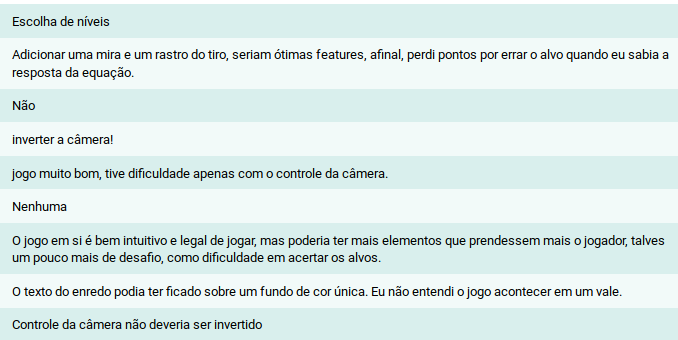 Escolha de níveis
Adicionar uma mira e um rastro do tiro, seriam ótimas features, afinal, perdi pontos por errar o alvo quando eu sabia a
resposta da equação.
Não
inverter a câmera!
jogo muito bom, tive dificuldade apenas com o controle da câmera.
Nenhuma
O jogo em si é bem intuitivo e legal de jogar, mas poderia ter mais elementos que prendessem mais o jogador, talves
um pouco mais de desafio, como dificuldade em acertar os alvos.
O texto do enredo podia ter ficado sobre um fundo de cor única. Eu não entendi o jogo acontecer em um vale.
Controle da câmera não deveria ser invertido